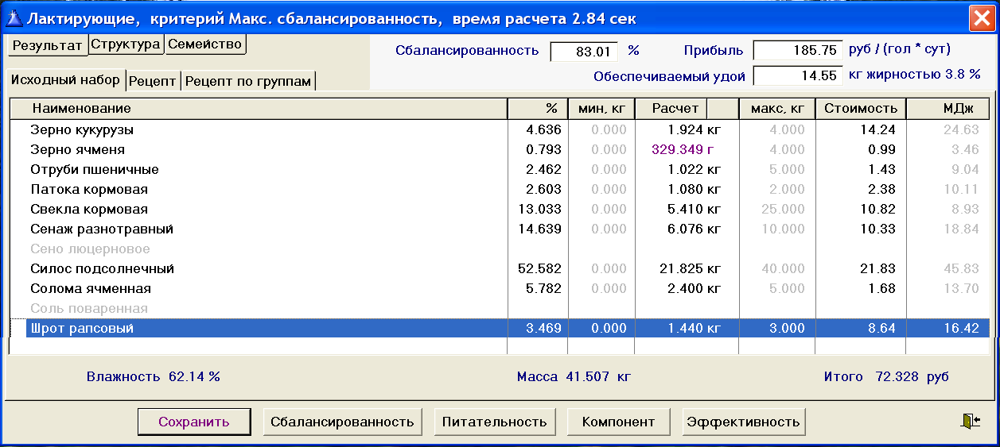 Лактирующие, критерий Макс. сбалансированность, время расчета 2.84 сек
Результат Структура Семейство
Сбалансированность 83.01 % Прибыль 185.75 руб / (гол * сут)
Обеспечиваемый удой 14.55 кг жирностью 3.8 %
Исходный набор Рецепт Рецепт по группам
Наименование % мин, кг Расчет макс, кг Стоимость МДж
Зерно кукурузы 4.636 0.000 1.924 кг 4.000 14.24 24.63
Зерно ячменя 0.793 0.000 329.349 г 4.000 0.99 3.46
Отруби пшеничные 2.462 0.000 1.022 кг 5.000 1.43 9.04
Патока кормовая 2.603 0.000 1.080 кг 2.000 2.38 10.11
Свекла кормовая 13.033 0.000 5.410 кг 25.000 10.82 8.93
Сенаж разнотравный 14.639 0.000 6.076 кг 10.000 10.33 18.84
Сено люцерновое
Силос подсолнечный 52.582 0.000 21.825 кг 40.000 21.83 45.83
Солома ячменная 5.782 0.000 2.400 кг 5.000 1.68 13.70
Соль поваренная
Шрот рапсовый 3.469 0.000 1.440 кг 3.000 8.64 16.42
Влажность 62.14 % Масса 41.507 кг Итого 72.328 руб
Сохранить Сбалансированность Питательность Компонент Эффективность